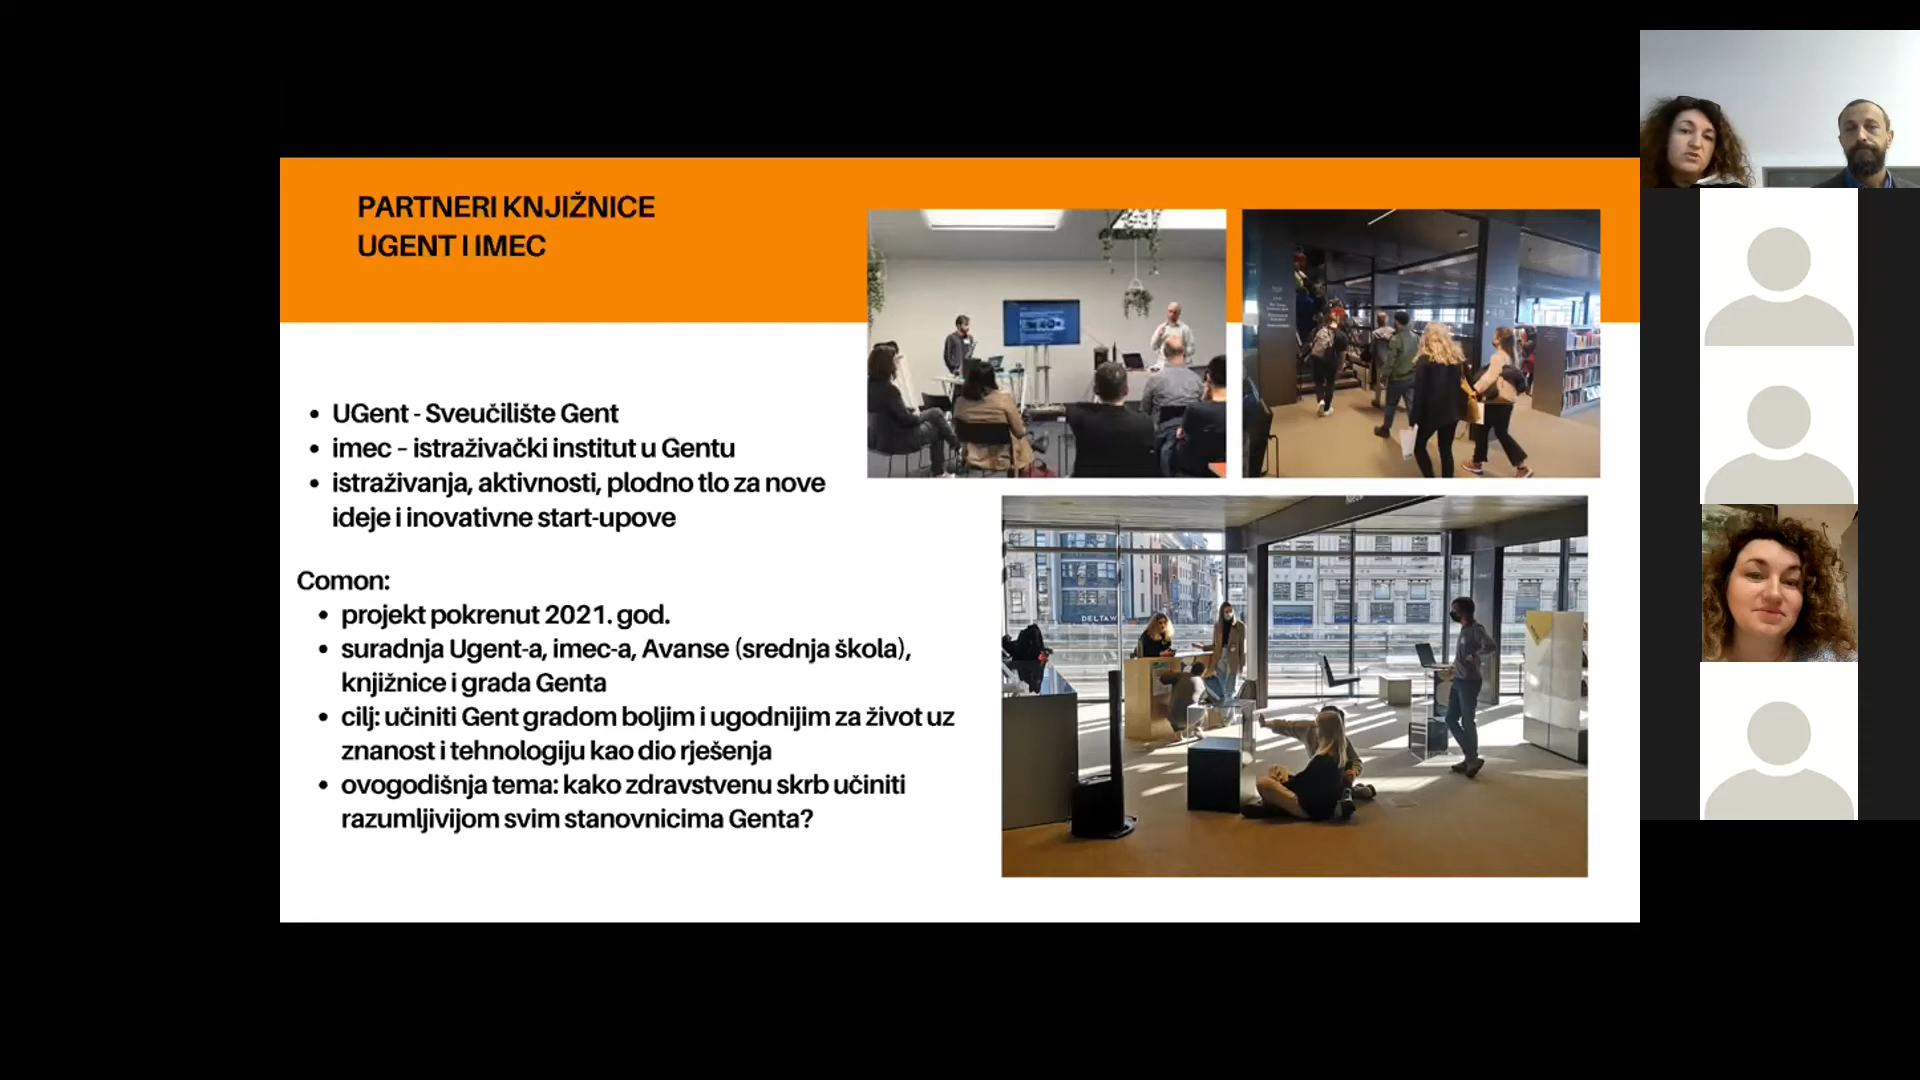 PARTNERI KNJIŽNICE
UGENT I IMEC
UGent - Sveučilište Gent
imec – istraživački institut u Gentu
istraživanja, aktivnosti, plodno tlo za nove
ideje i inovativne start-upove
Comon:
projekt pokrenut 2021. god.
suradnja Ugent-a, imec-a, Avanse (srednja škola),
knjižnice i grada Genta
cilj: učiniti Gent gradom boljim i ugodnijim za život uz
znanost i tehnologiju kao dio rješenja
ovogodišnja tema: kako zdravstvenu skrb učiniti
razumljivijom svim stanovnicima Genta?